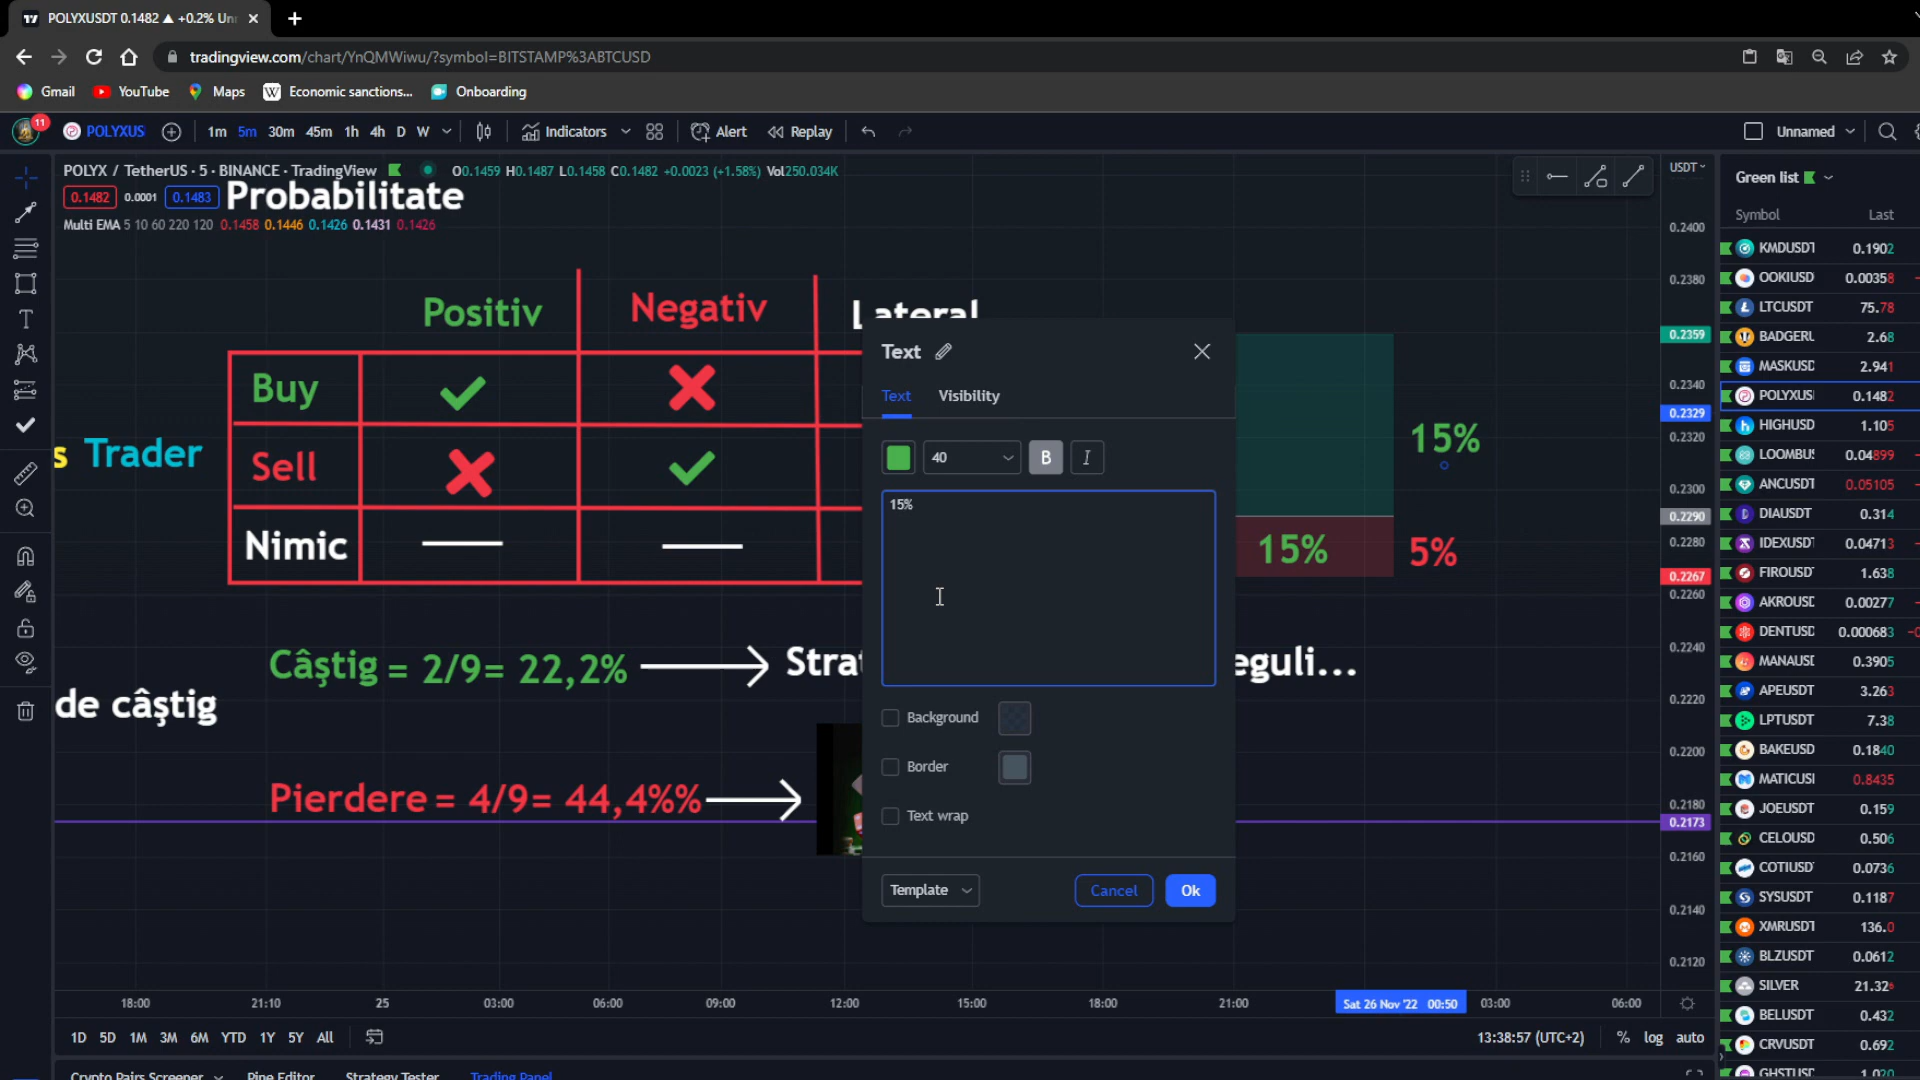 POLYXUSDT 0.1482 ▲ +0.2% Un
tradingview.com/chart/YnQMWiwu/?symbol=BITSTAMP%3ABTCUSD
Gmail YouTube Maps Economic sanctions... Onboarding
11 POLYXUS 1m 5m 30m 45m 1h 4h D W Indicators Alert Replay Unnamed
POLYX / TetherUS · 5 · BINANCE · TradingView O0.1459 H0.1487 L0.1458 C0.1482 +0.0023 (+1.58%) Vol250.034K
0.1482 0.0001 0.1483 Probabilitate
Multi EMA 5 10 60 220 120 0.1458 0.1446 0.1426 0.1431 0.1426
Positiv Negativ Lateral
Buy
s Trader Sell
Nimic
Câştig = 2/9= 22,2% Strat
eguli...
de câştig
Pierdere = 4/9= 44,4%%
Text
Text Visibility
40 B I
15%
Background
Border
Text wrap
Template Cancel Ok
15%
15% 5%
USDT
0.2400
0.2380
0.2359
0.2340
0.2329
0.2320
0.2300
0.2290
0.2280
0.2267
0.2260
0.2240
0.2220
0.2200
0.2180
0.2173
0.2160
0.2140
0.2120
18:00 21:10 25 03:00 06:00 09:00 12:00 15:00 18:00 21:00 Sat 26 Nov '22 00:50 03:00 06:00
1D 5D 1M 3M 6M YTD 1Y 5Y All 13:38:57 (UTC+2) % log auto
Crypto Pairs Screener Pine Editor Strategy Tester Trading Panel
Green list
Symbol Last
KMDUSDT 0.1902
OOKIUSD 0.00358
LTCUSDT 75.78
BADGERU 2.68
MASKUSD 2.941
POLYXUS 0.1482
HIGHUSD 1.105
LOOMBUS 0.04899
ANCUSDT 0.05105
DIAUSDT 0.314
IDEXUSDT 0.04713
FIROUSD 1.638
AKROUSD 0.00277
DENTUSD 0.000683
MANAUSD 0.3905
APEUSDT 3.263
LPTUSDT 7.38
BAKEUSD 0.1840
MATICUSI 0.8435
JOEUSDT 0.159
CELOUSD 0.506
COTIUSD 0.0736
SYSUSDT 0.1187
XMRUSDT 136.0
BLZUSDT 0.0612
SILVER 21.32
BELUSDT 0.432
CRVUSDT 0.692
GHSTUSD 1.020